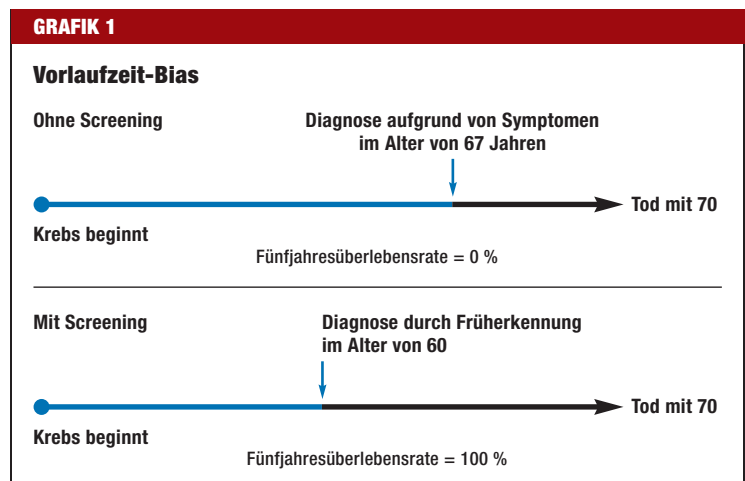 GRAFIK 1
Vorlaufzeit-Bias
Ohne Screening
Diagnose aufgrund von Symptomen
im Alter von 67 Jahren
Tod mit 70
Krebs beginnt
Fünfjahresüberlebensrate = 0 %
Mit Screening
Diagnose durch Früherkennung
im Alter von 60
Tod mit 70
Krebs beginnt
Fünfjahresüberlebensrate = 100 %